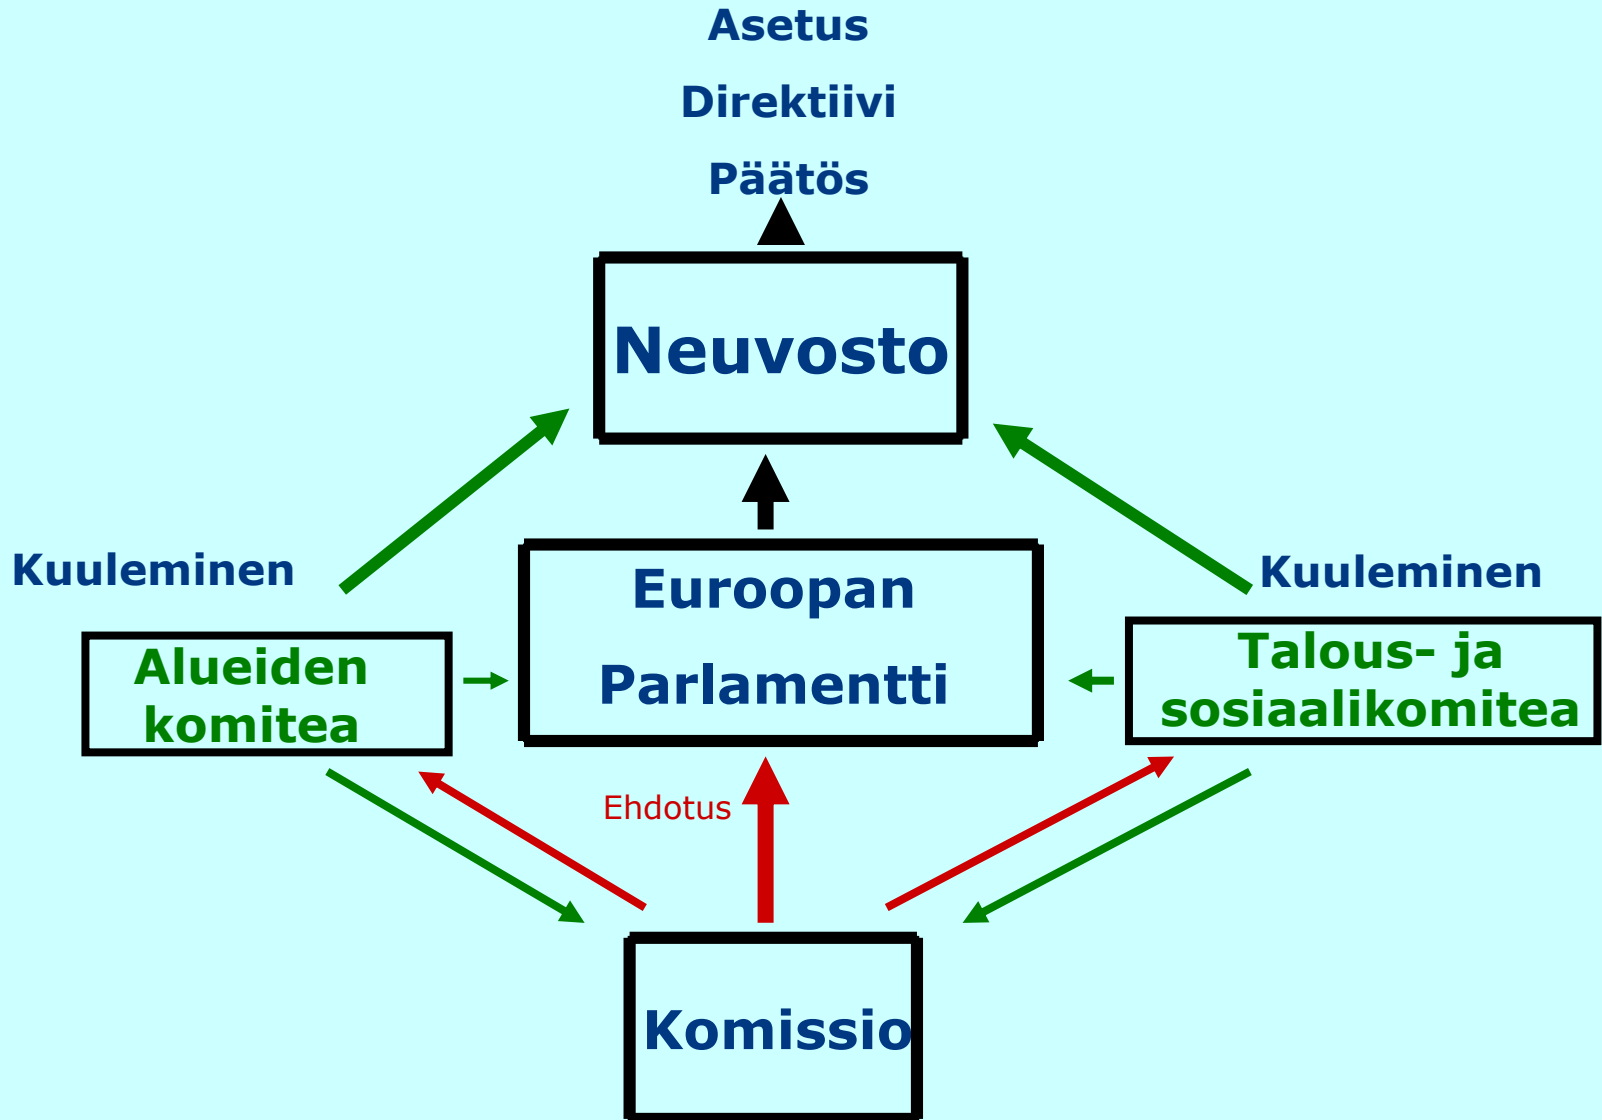 Asetus
Direktiivi
Päätös
Neuvosto
Kuuleminen
Kuuleminen
Euroopan
Parlamentti
Alueiden
komitea
Talous- ja
sosiaalikomitea
Ehdotus
Komissio